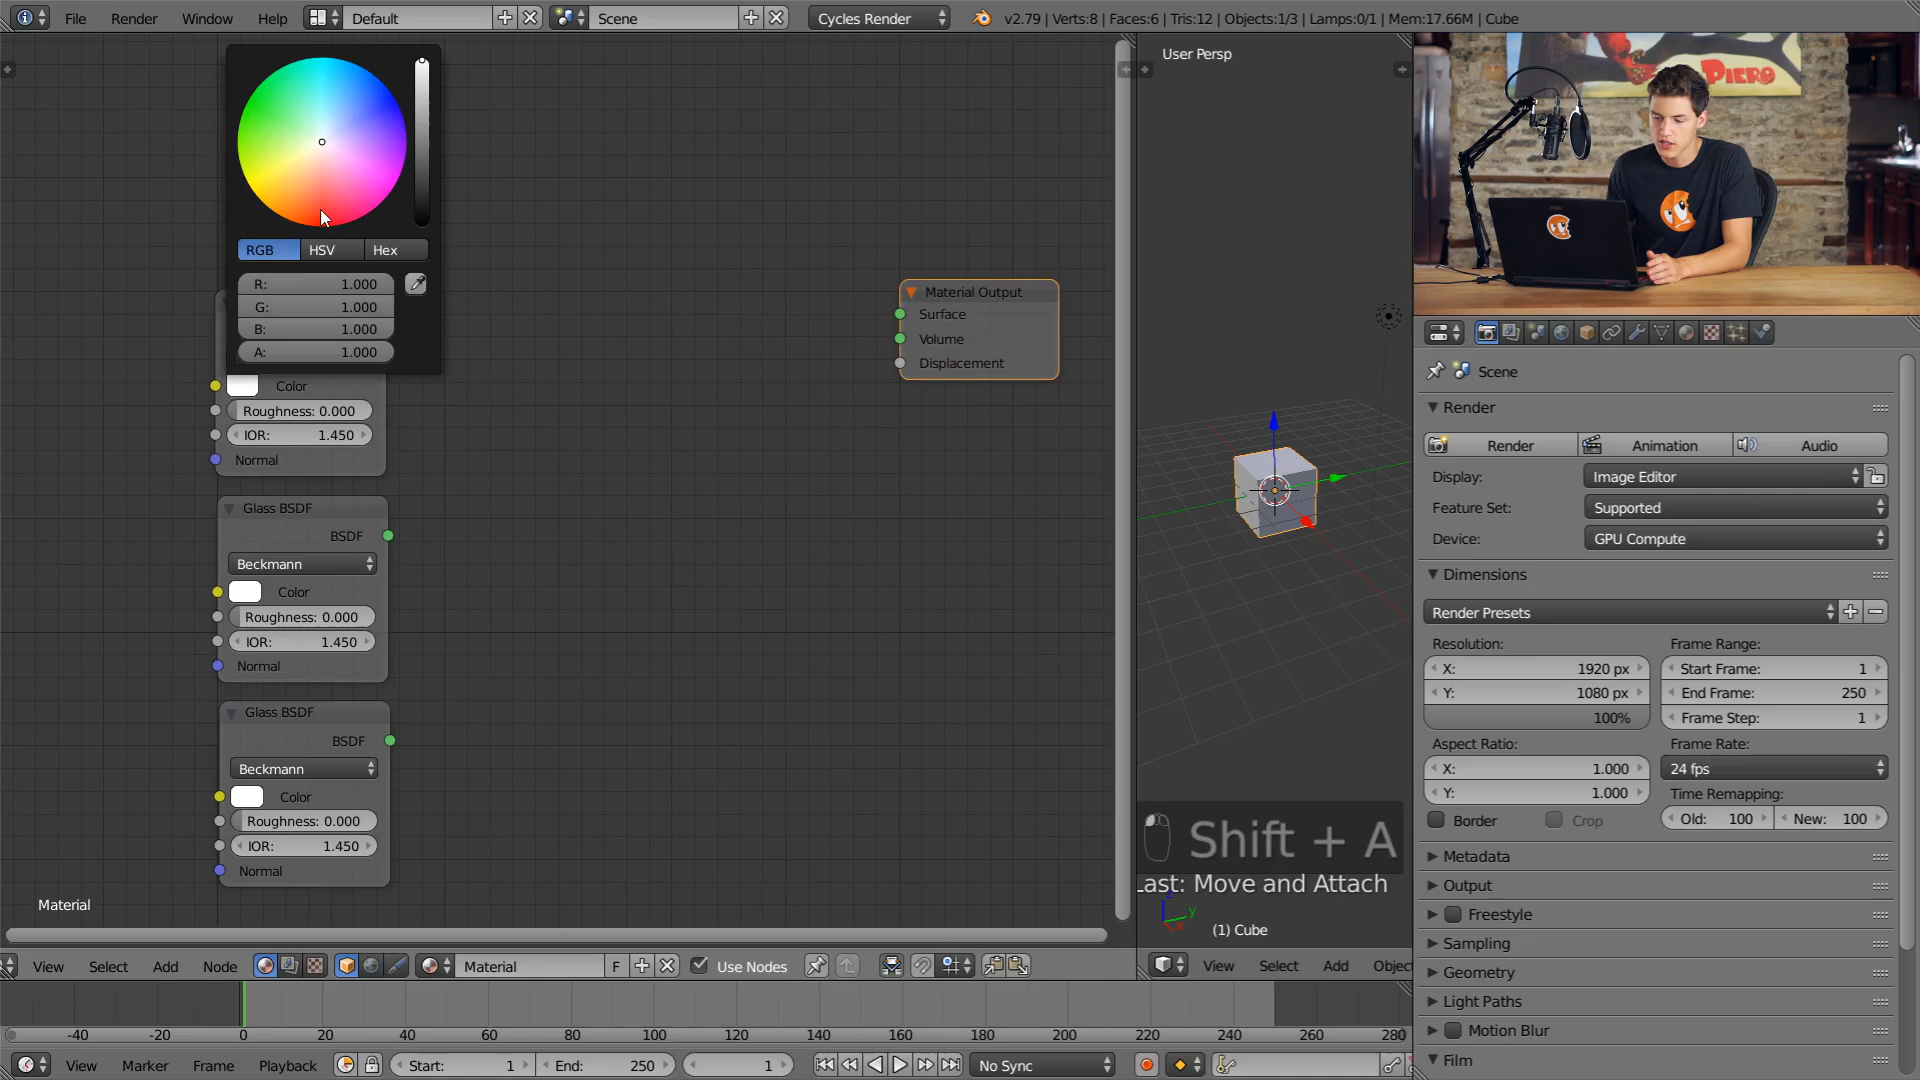 File Render Window Help Default Scene Cycles Render v2.79 | Verts:8 | Faces:6 | Tris:12 | Objects:1/3 | Lamps:0/1 | Mem:17.66M | Cube
User Persp
PIERO
RGB HSV Hex
R: 1.000
G: 1.000
B: 1.000
A: 1.000
Color
Roughness: 0.000
IOR: 1.450
Normal
Glass BSDF
BSDF
Beckmann
Color
Roughness: 0.000
IOR: 1.450
Normal
Glass BSDF
BSDF
Beckmann
Color
Roughness: 0.000
IOR: 1.450
Normal
Material Output
Surface
Volume
Displacement
Material
Shift + A
Last: Move and Attach
(1) Cube
View Select Add Node Material F Use Nodes
View Select Add Object
-40 -20 0 20 40 60 80 100 120 140 160 180 200 220 240 260 280
View Marker Frame Playback Start: 1 End: 250 1 No Sync
Scene
Render
Render Animation Audio
Display: Image Editor
Feature Set: Supported
Device: GPU Compute
Dimensions
Render Presets
Resolution: Frame Range:
X: 1920 px Start Frame: 1
Y: 1080 px End Frame: 250
100% Frame Step: 1
Aspect Ratio: Frame Rate:
X: 1.000 24 fps
Y: 1.000 Time Remapping:
Border Crop Old: 100 New: 100
Metadata
Output
Freestyle
Sampling
Geometry
Light Paths
Motion Blur
Film